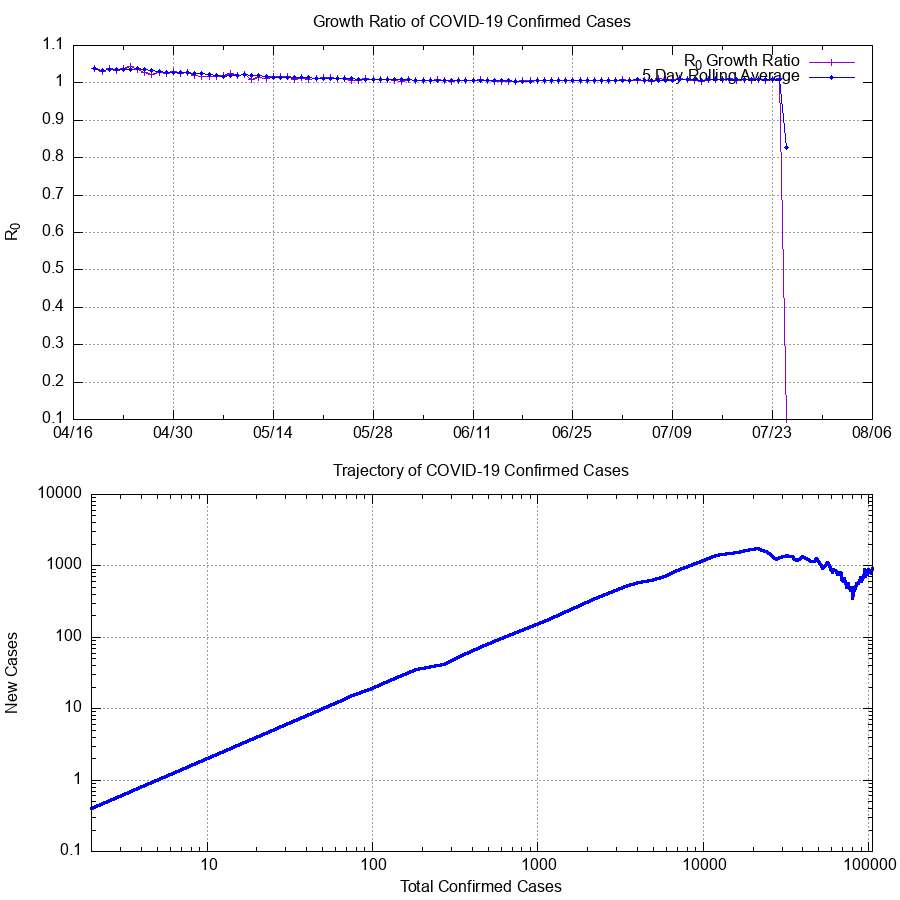 Growth Ratio of COVID-19 Confirmed Cases
1.1
1
0.9
0.8
0.7
0.6
0.5
0.4
0.3
0.2
0.1
R0
R0 Growth Ratio
5 Day Rolling Average
04/16 04/30 05/14 05/28 06/11 06/25 07/09 07/23 08/06
Trajectory of COVID-19 Confirmed Cases
10000
1000
100
10
1
0.1
New Cases
10 100 1000 10000 100000
Total Confirmed Cases